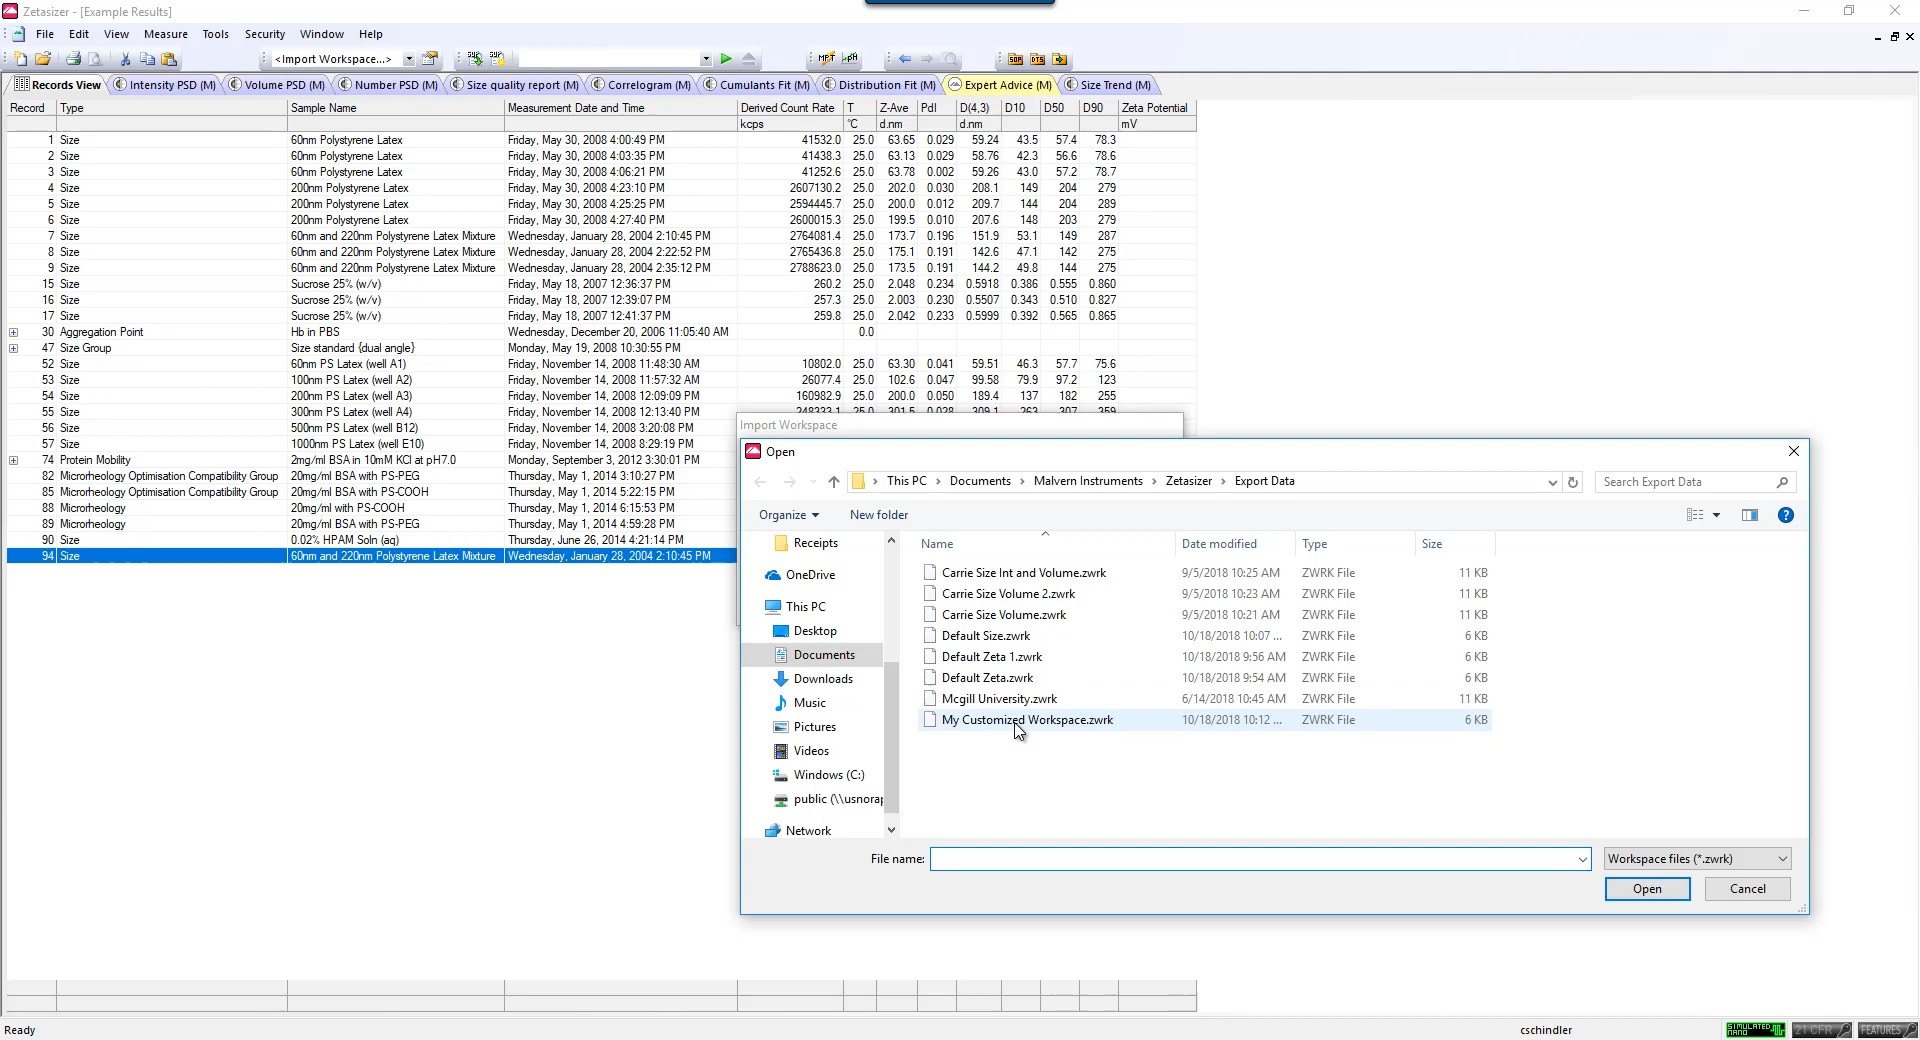 Zetasizer - [Example Results]
File Edit View Measure Tools Security Window Help
<Import Workspace...> MPT pH SOP DTS
Records View Intensity PSD (M) Volume PSD (M) Number PSD (M) Size quality report (M) Correlogram (M) Cumulants Fit (M) Distribution Fit (M) Expert Advice (M) Size Trend (M)
Record Type Sample Name Measurement Date and Time Derived Count Rate T Z-Ave PdI D(4,3) D10 D50 D90 Zeta Potential
kcps °C d.nm d.nm mV
1 Size 60nm Polystyrene Latex Friday, May 30, 2008 4:00:49 PM 41532.0 25.0 63.65 0.029 59.24 43.5 57.4 78.3
2 Size 60nm Polystyrene Latex Friday, May 30, 2008 4:03:35 PM 41438.3 25.0 63.13 0.029 58.76 42.3 56.6 78.6
3 Size 60nm Polystyrene Latex Friday, May 30, 2008 4:06:21 PM 41252.6 25.0 63.78 0.002 59.26 43.0 57.2 78.7
4 Size 200nm Polystyrene Latex Friday, May 30, 2008 4:23:10 PM 2607130.2 25.0 202.0 0.030 208.1 149 204 279
5 Size 200nm Polystyrene Latex Friday, May 30, 2008 4:25:25 PM 2594445.7 25.0 200.0 0.012 209.7 144 204 289
6 Size 200nm Polystyrene Latex Friday, May 30, 2008 4:27:40 PM 2600015.3 25.0 199.5 0.010 207.6 148 203 279
7 Size 60nm and 220nm Polystyrene Latex Mixture Wednesday, January 28, 2004 2:10:45 PM 2764081.4 25.0 173.7 0.196 151.9 53.1 149 287
8 Size 60nm and 220nm Polystyrene Latex Mixture Wednesday, January 28, 2004 2:22:52 PM 2765436.8 25.0 175.1 0.191 142.6 47.1 142 275
9 Size 60nm and 220nm Polystyrene Latex Mixture Wednesday, January 28, 2004 2:35:12 PM 2788623.0 25.0 173.5 0.191 144.2 49.8 144 275
15 Size Sucrose 25% (w/v) Friday, May 18, 2007 12:36:37 PM 260.2 25.0 2.048 0.234 0.5918 0.386 0.555 0.860
16 Size Sucrose 25% (w/v) Friday, May 18, 2007 12:39:07 PM 257.3 25.0 2.003 0.230 0.5507 0.343 0.510 0.827
17 Size Sucrose 25% (w/v) Friday, May 18, 2007 12:41:37 PM 259.8 25.0 2.042 0.233 0.5999 0.392 0.565 0.865
30 Aggregation Point Hb in PBS Wednesday, December 20, 2006 11:05:40 AM 0.0
47 Size Group Size standard {dual angle} Monday, May 19, 2008 10:30:55 PM
52 Size 60nm PS Latex (well A1) Friday, November 14, 2008 11:48:30 AM 10802.0 25.0 63.30 0.041 59.51 46.3 57.7 75.6
53 Size 100nm PS Latex (well A2) Friday, November 14, 2008 11:57:32 AM 26077.4 25.0 102.6 0.047 99.58 79.9 97.2 123
54 Size 200nm PS Latex (well A3) Friday, November 14, 2008 12:09:09 PM 160982.9 25.0 200.0 0.050 189.4 137 182 255
55 Size 300nm PS Latex (well A4) Friday, November 14, 2008 12:13:40 PM 248333.1 25.0 301.5 0.028 309.1 263 307 359
56 Size 500nm PS Latex (well B12) Friday, November 14, 2008 3:20:08 PM
57 Size 1000nm PS Latex (well E10) Friday, November 14, 2008 8:29:19 PM
74 Protein Mobility 2mg/ml BSA in 10mM KCl at pH7.0 Monday, September 3, 2012 3:30:01 PM
82 Microrheology Optimisation Compatibility Group 20mg/ml BSA with PS-PEG Thursday, May 1, 2014 3:10:27 PM
85 Microrheology Optimisation Compatibility Group 20mg/ml BSA with PS-COOH Thursday, May 1, 2014 5:22:15 PM
88 Microrheology 20mg/ml with PS-COOH Thursday, May 1, 2014 6:15:53 PM
89 Microrheology 20mg/ml BSA with PS-PEG Thursday, May 1, 2014 4:59:28 PM
90 Size 0.02% HPAM Soln (aq) Thursday, June 26, 2014 4:21:14 PM
94 Size 60nm and 220nm Polystyrene Latex Mixture Wednesday, January 28, 2004 2:10:45 PM
Import Workspace
Open
This PC Documents Malvern Instruments Zetasizer Export Data Search Export Data
Organize New folder
Receipts
OneDrive
This PC
Desktop
Documents
Downloads
Music
Pictures
Videos
Windows (C:)
public (\\usnorap
Network
Name Date modified Type Size
Carrie Size Int and Volume.zwrk 9/5/2018 10:25 AM ZWRK File 11 KB
Carrie Size Volume 2.zwrk 9/5/2018 10:23 AM ZWRK File 11 KB
Carrie Size Volume.zwrk 9/5/2018 10:21 AM ZWRK File 11 KB
Default Size.zwrk 10/18/2018 10:07 ... ZWRK File 6 KB
Default Zeta 1.zwrk 10/18/2018 9:56 AM ZWRK File 6 KB
Default Zeta.zwrk 10/18/2018 9:54 AM ZWRK File 6 KB
Mcgill University.zwrk 6/14/2018 10:45 AM ZWRK File 11 KB
My Customized Workspace.zwrk 10/18/2018 10:12 ... ZWRK File 6 KB
File name: Workspace files (*.zwrk)
Open Cancel
Ready cschindler SIMULATED NANO 21 CFR FEATURES